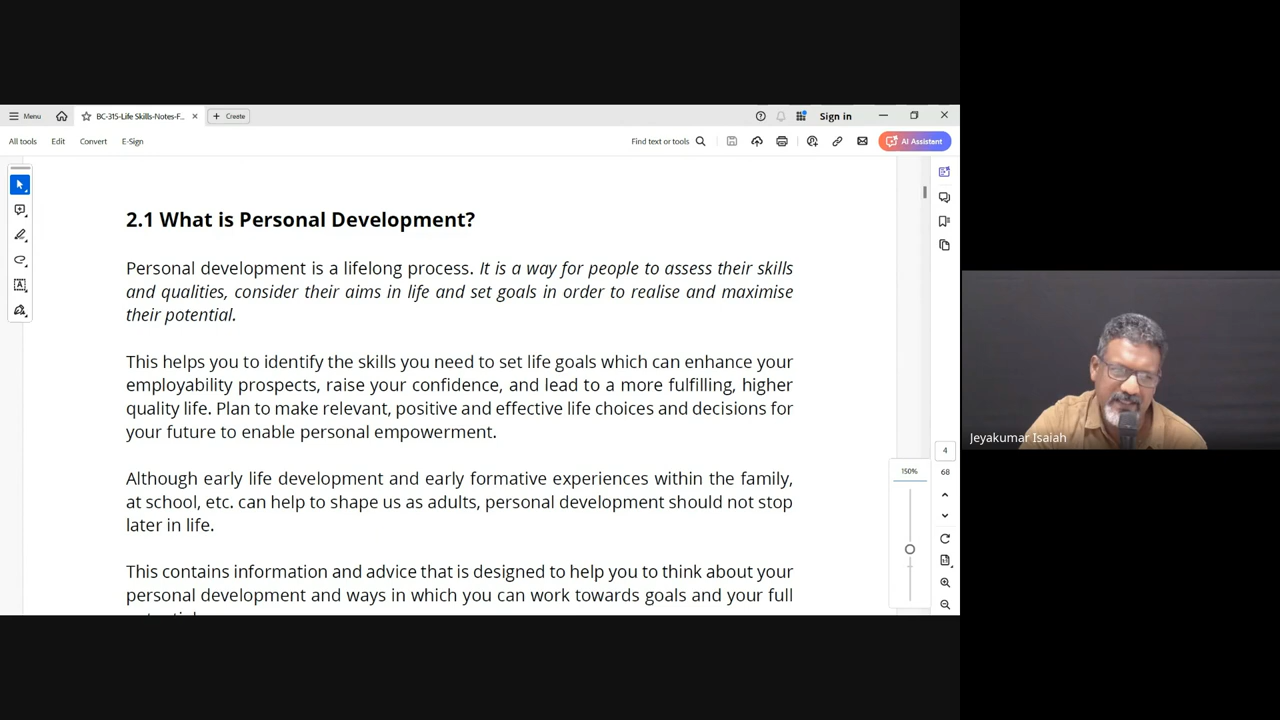 Menu
BC-315-Life Skills-Notes-F...
Create
Sign in
All tools
Edit
Convert
E-Sign
Find text or tools
AI Assistant
2.1 What is Personal Development?
Personal development is a lifelong process. It is a way for people to assess their skills
and qualities, consider their aims in life and set goals in order to realise and maximise
their potential.
This helps you to identify the skills you need to set life goals which can enhance your
employability prospects, raise your confidence, and lead to a more fulfilling, higher
quality life. Plan to make relevant, positive and effective life choices and decisions for
your future to enable personal empowerment.
Although early life development and early formative experiences within the family,
at school, etc. can help to shape us as adults, personal development should not stop
later in life.
This contains information and advice that is designed to help you to think about your
personal development and ways in which you can work towards goals and your full
4
150%
68
Jeyakumar Isaiah